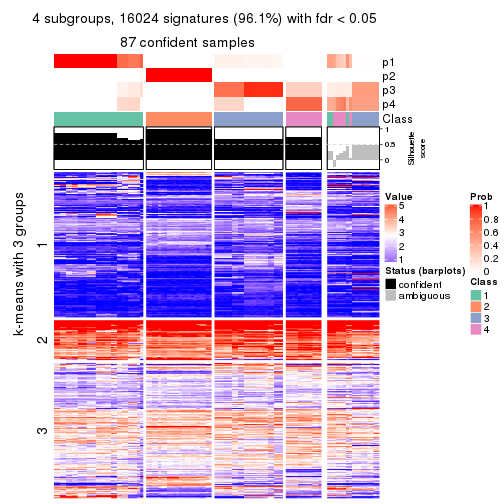 4 subgroups, 16024 signatures (96.1%) with fdr < 0.05
87 confident samples
p1
p2
p3
p4
Class
1
0.5
0
Silhouette
score
k-means with 3 groups
1
2
3
Value
5
4
3
2
1
Status (barplots)
confident
ambiguous
Prob
1
0.8
0.6
0.4
0.2
0
Class
1
2
3
4